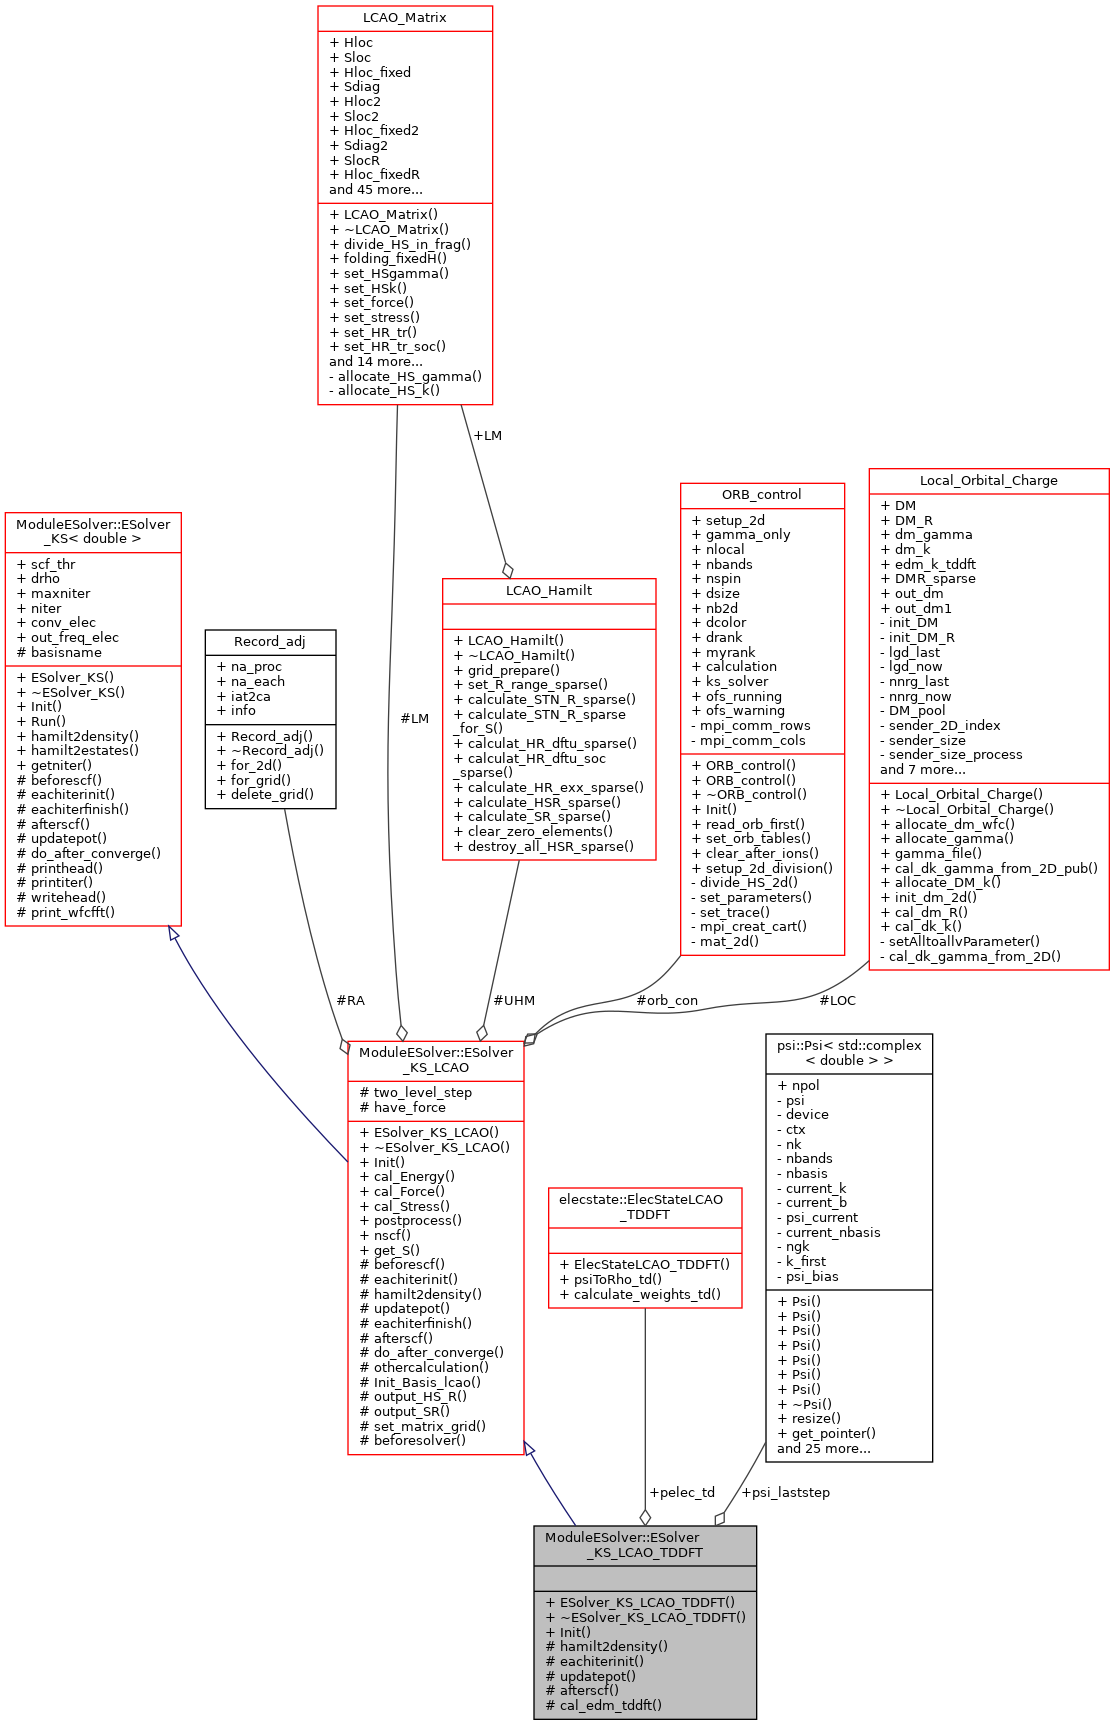 LCAO_Matrix
+ Hloc
+ Sloc
+ Hloc_fixed
+ Sdiag
+ Hloc2
+ Sloc2
+ Hloc_fixed2
+ Sdiag2
+ SlocR
+ Hloc_fixedR
and 45 more...
+ LCAO_Matrix()
+ ~LCAO_Matrix()
+ divide_HS_in_frag()
+ folding_fixedH()
+ set_HSgamma()
+ set_HSk()
+ set_force()
+ set_stress()
+ set_HR_tr()
+ set_HR_tr_soc()
and 14 more...
- allocate_HS_gamma()
- allocate_HS_k()
+LM
ModuleESolver::ESolver
_KS< double >
+ scf_thr
+ drho
+ maxniter
+ niter
+ conv_elec
+ out_freq_elec
# basisname
+ ESolver_KS()
+ ~ESolver_KS()
+ Init()
+ Run()
+ hamilt2density()
+ hamilt2estates()
+ getniter()
# beforescf()
# eachiterinit()
# eachiterfinish()
# afterscf()
# updatepot()
# do_after_converge()
# printhead()
# printiter()
# writehead()
# print_wfcfft()
Record_adj
+ na_proc
+ na_each
+ iat2ca
+ info
+ Record_adj()
+ ~Record_adj()
+ for_2d()
+ for_grid()
+ delete_grid()
#LM
LCAO_Hamilt
+ LCAO_Hamilt()
+ ~LCAO_Hamilt()
+ grid_prepare()
+ set_R_range_sparse()
+ calculate_STN_R_sparse()
+ calculate_STN_R_sparse
_for_S()
+ calculat_HR_dftu_sparse()
+ calculat_HR_dftu_soc
_sparse()
+ calculate_HR_exx_sparse()
+ calculate_HSR_sparse()
+ calculate_SR_sparse()
+ clear_zero_elements()
+ destroy_all_HSR_sparse()
ORB_control
+ setup_2d
+ gamma_only
+ nlocal
+ nbands
+ nspin
+ dsize
+ nb2d
+ dcolor
+ drank
+ myrank
+ calculation
+ ks_solver
+ ofs_running
+ ofs_warning
- mpi_comm_rows
- mpi_comm_cols
+ ORB_control()
+ ORB_control()
+ ~ORB_control()
+ Init()
+ read_orb_first()
+ set_orb_tables()
+ clear_after_ions()
+ setup_2d_division()
- divide_HS_2d()
- set_parameters()
- set_trace()
- mpi_creat_cart()
- mat_2d()
Local_Orbital_Charge
+ DM
+ DM_R
+ dm_gamma
+ dm_k
+ edm_k_tddft
+ DMR_sparse
+ out_dm
+ out_dm1
- init_DM
- init_DM_R
- lgd_last
- lgd_now
- nnrg_last
- nnrg_now
- DM_pool
- sender_2D_index
- sender_size
- sender_size_process
and 7 more...
+ Local_Orbital_Charge()
+ ~Local_Orbital_Charge()
+ allocate_dm_wfc()
+ allocate_gamma()
+ gamma_file()
+ cal_dk_gamma_from_2D_pub()
+ allocate_DM_k()
+ init_dm_2d()
+ cal_dm_R()
+ cal_dk_k()
- setAlltoallvParameter()
- cal_dk_gamma_from_2D()
#RA
#UHM
#orb_con
#LOC
ModuleESolver::ESolver
_KS_LCAO
# two_level_step
# have_force
+ ESolver_KS_LCAO()
+ ~ESolver_KS_LCAO()
+ Init()
+ cal_Energy()
+ cal_Force()
+ cal_Stress()
+ postprocess()
+ nscf()
+ get_S()
# beforescf()
# eachiterinit()
# hamilt2density()
# updatepot()
# eachiterfinish()
# afterscf()
# do_after_converge()
# othercalculation()
# Init_Basis_lcao()
# output_HS_R()
# output_SR()
# set_matrix_grid()
# beforesolver()
elecstate::ElecStateLCAO
_TDDFT
+ ElecStateLCAO_TDDFT()
+ psiToRho_td()
+ calculate_weights_td()
psi::Psi< std::complex
< double > >
+ npol
- psi
- device
- ctx
- nk
- nbands
- nbasis
- current_k
- current_b
- psi_current
- current_nbasis
- ngk
- k_first
- psi_bias
+ Psi()
+ Psi()
+ Psi()
+ Psi()
+ Psi()
+ Psi()
+ Psi()
+ ~Psi()
+ resize()
+ get_pointer()
and 25 more...
+pelec_td
+psi_laststep
ModuleESolver::ESolver
_KS_LCAO_TDDFT
+ ESolver_KS_LCAO_TDDFT()
+ ~ESolver_KS_LCAO_TDDFT()
+ Init()
# hamilt2density()
# eachiterinit()
# updatepot()
# afterscf()
# cal_edm_tddft()